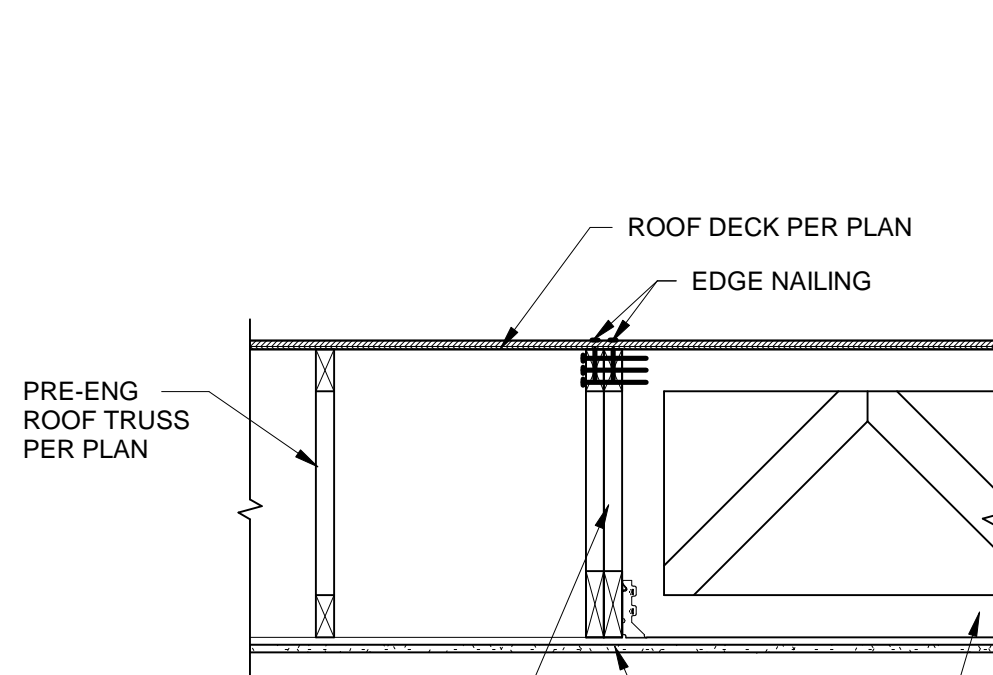 ROOF DECK PER PLAN
EDGE NAILING
PRE-ENG
ROOF TRUSS
PER PLAN